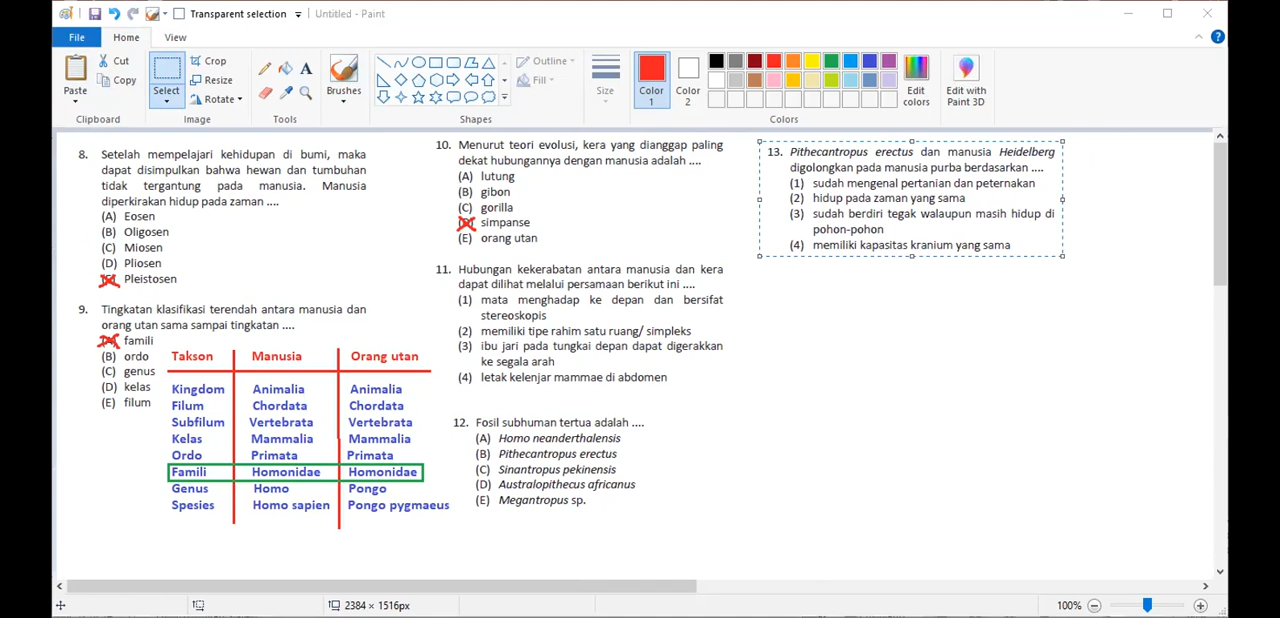 Transparent selection
Untitled - Paint
File
Home
View
Paste
Cut
Copy
Clipboard
Select
Crop
Resize
Rotate
Image
A
Tools
Brushes
Outline
Fill
Shapes
Size
Color
1
Color
2
Edit
colors
Edit with
Paint 3D
Colors
8. Setelah mempelajari kehidupan di bumi, maka
dapat disimpulkan bahwa hewan dan tumbuhan
tidak tergantung pada manusia. Manusia
diperkirakan hidup pada zaman ....
(A) Eosen
(B) Oligosen
(C) Miosen
(D) Pliosen
Pleistosen
9. Tingkatan klasifikasi terendah antara manusia dan
orang utan sama sampai tingkatan ....
famili
(B) ordo
(C) genus
(D) kelas
(E) filum
Takson Manusia Orang utan
Kingdom Animalia Animalia
Filum Chordata Chordata
Subfilum Vertebrata Vertebrata
Kelas Mammalia Mammalia
Ordo Primata Primata
Famili Homonidae Homonidae
Genus Homo Pongo
Spesies Homo sapien Pongo pygmaeus
10. Menurut teori evolusi, kera yang dianggap paling
dekat hubungannya dengan manusia adalah ....
(A) lutung
(B) gibon
(C) gorilla
simpanse
(E) orang utan
11. Hubungan kekerabatan antara manusia dan kera
dapat dilihat melalui persamaan berikut ini ....
(1) mata menghadap ke depan dan bersifat
stereoskopis
(2) memiliki tipe rahim satu ruang/ simpleks
(3) ibu jari pada tungkai depan dapat digerakkan
ke segala arah
(4) letak kelenjar mammae di abdomen
12. Fosil subhuman tertua adalah ....
(A) Homo neanderthalensis
(B) Pithecantropus erectus
(C) Sinantropus pekinensis
(D) Australopithecus africanus
(E) Megantropus sp.
13. Pithecantropus erectus dan manusia Heidelberg
digolongkan pada manusia purba berdasarkan ....
(1) sudah mengenal pertanian dan peternakan
(2) hidup pada zaman yang sama
(3) sudah berdiri tegak walaupun masih hidup di
pohon-pohon
(4) memiliki kapasitas kranium yang sama
2384 × 1516px
100%